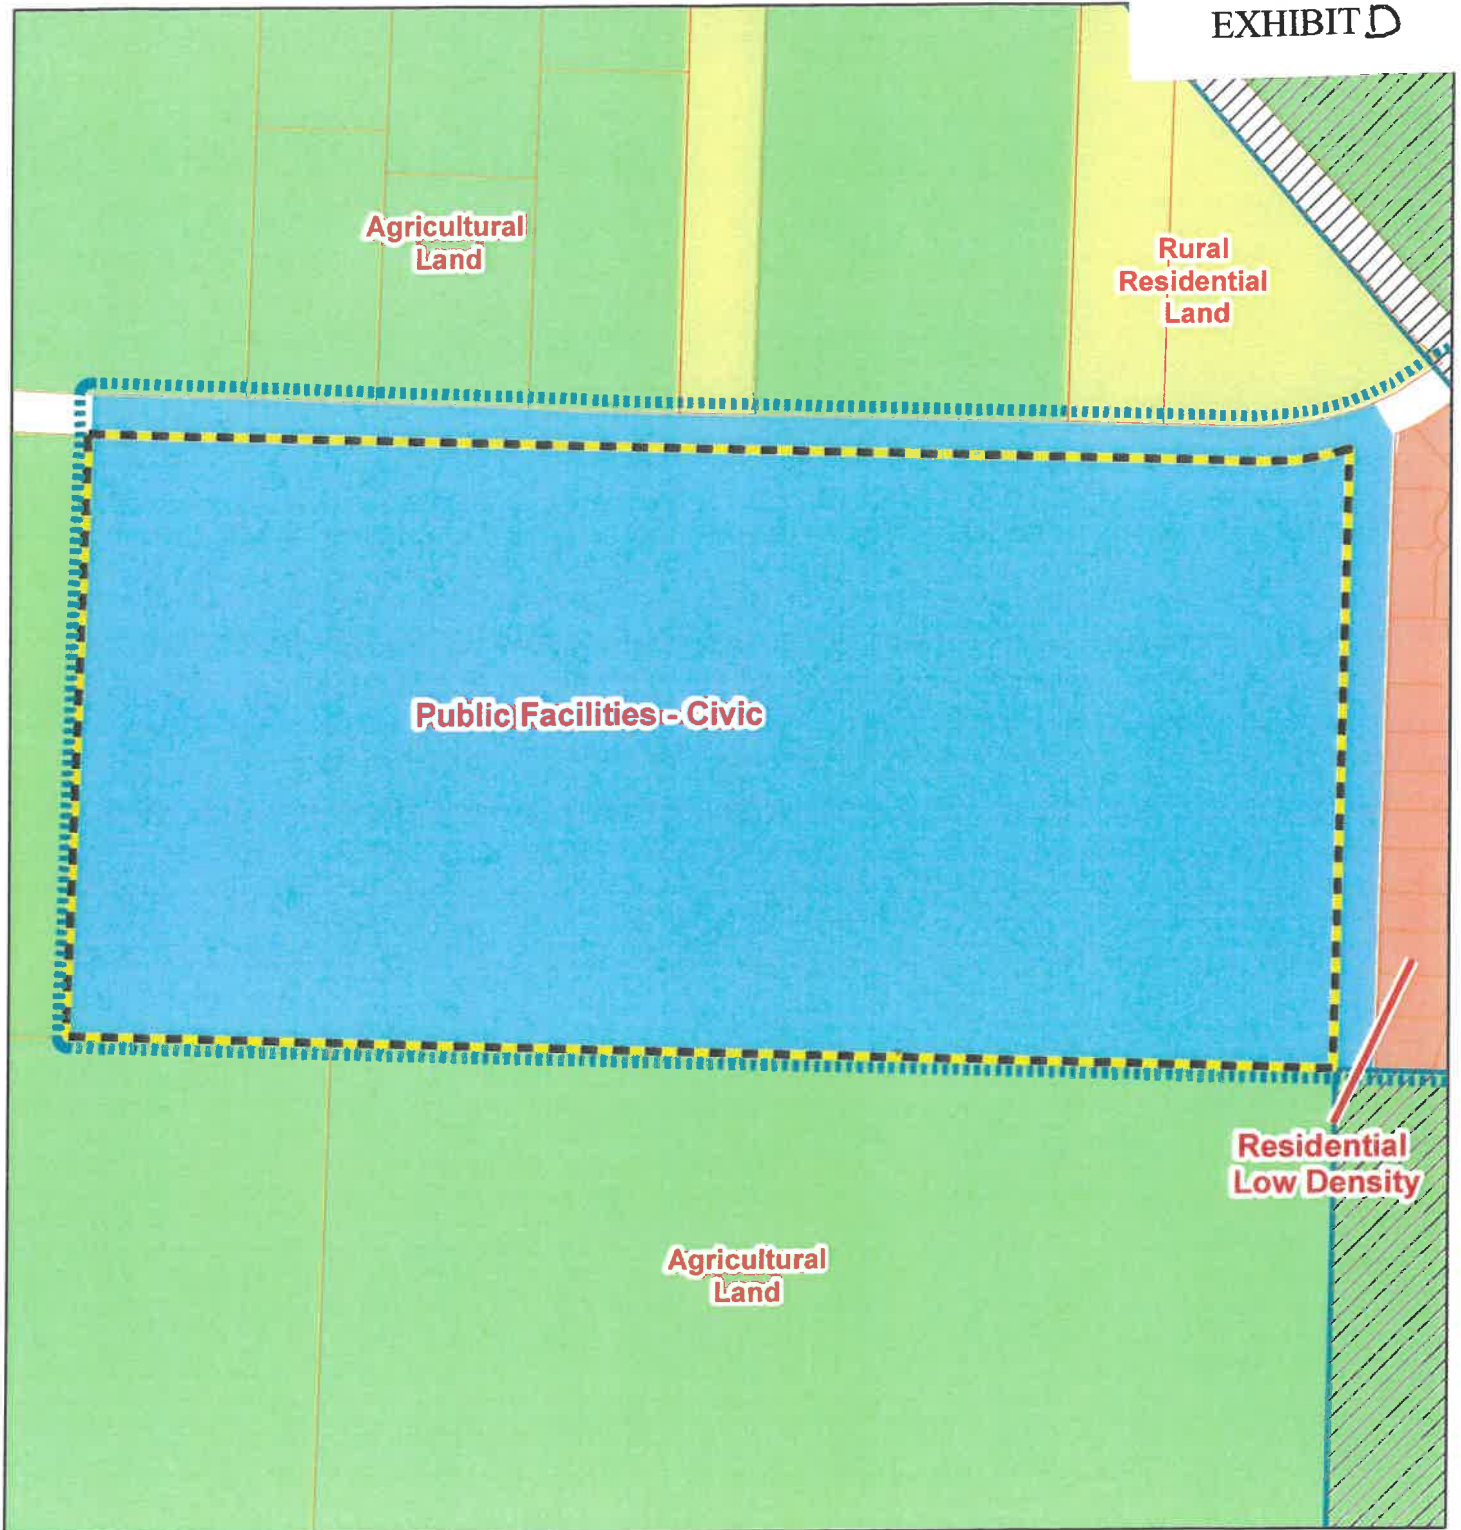 EXHIBIT D
Agricultural
Land
Rural
Residential
Land
Public Facilities - Civic
Residential
Low Density
Agricultural
Land